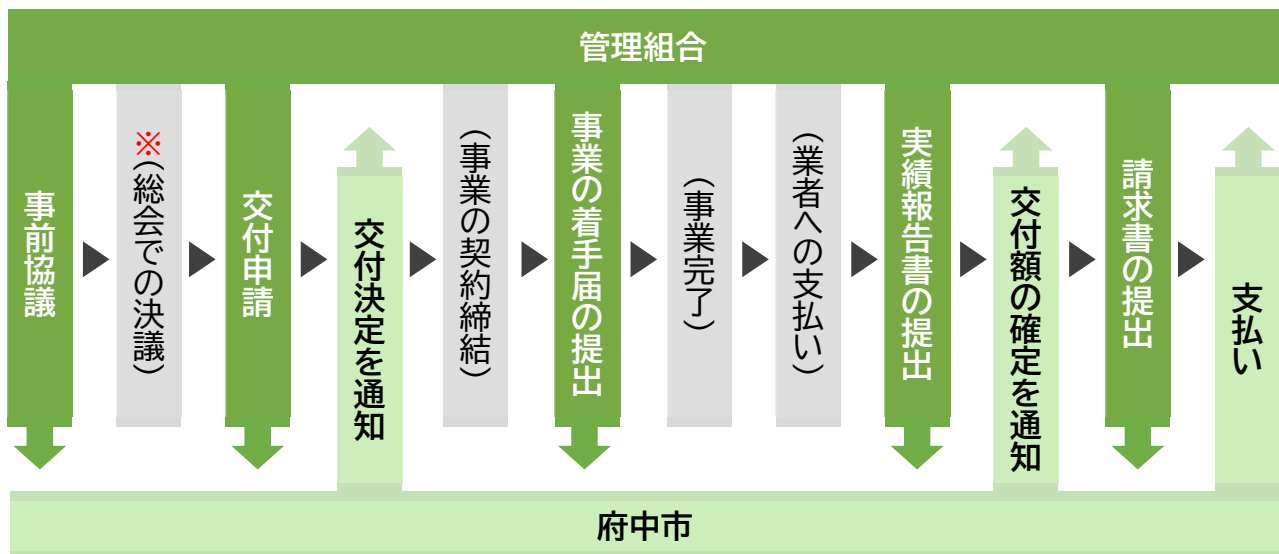 管理組合
事前協議
※(総会での決議)
交付申請
交付決定を通知
(事業の契約締結)
事業の着手届の提出
(事業完了)
(業者への支払い)
実績報告書の提出
交付額の確定を通知
請求書の提出
支払い
府中市